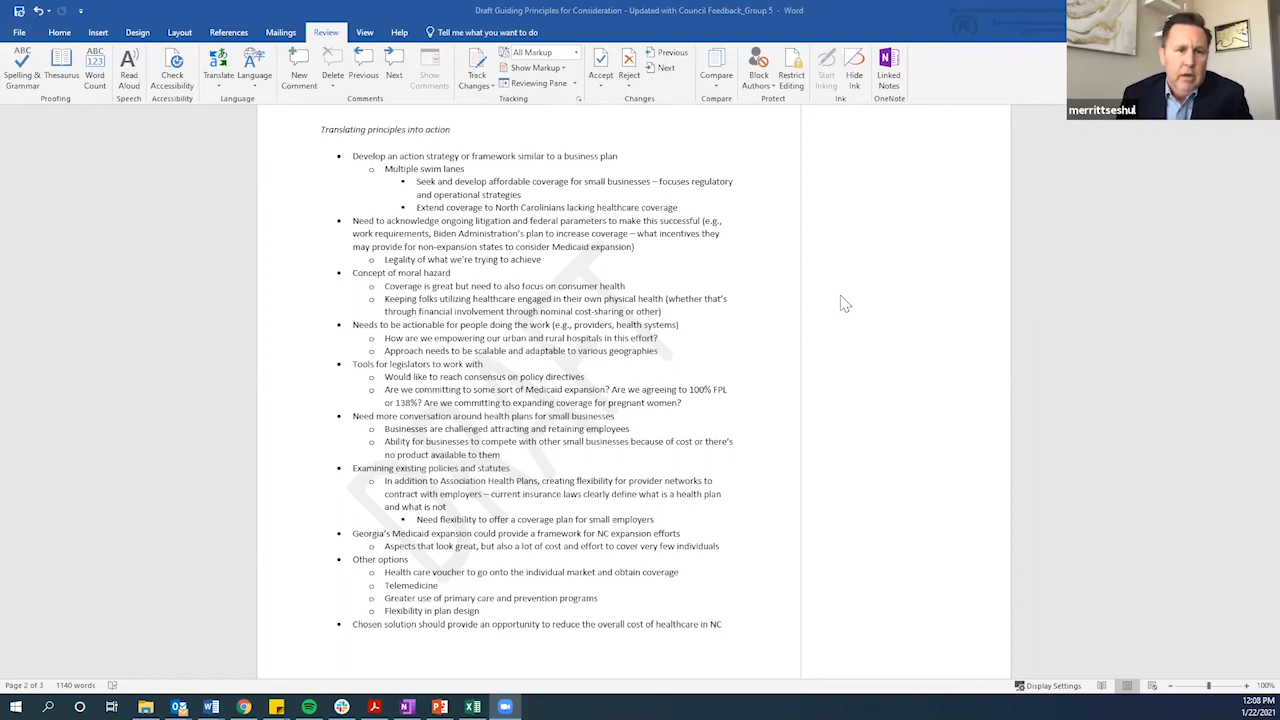 Draft Guiding Principles for Consideration - Updated with Council Feedback_Group 5 - Word
File Home Insert Draw Design Layout References Mailings Review View Help Tell me what you want to do
Spelling & Grammar
Thesaurus
Word Count
Read Aloud
Check Accessibility
Translate
Language
New Comment
Delete
Previous
Next
Show Comments
Track Changes
All Markup
Show Markup
Reviewing Pane
Accept
Reject
Previous
Next
Compare
Block Authors
Restrict Editing
Start Inking
Hide Ink
Linked Notes
Proofing Speech Accessibility Language Comments Tracking Changes Compare Protect Ink OneNote
merrittseshul
DRAFT
Translating principles into action
• Develop an action strategy or framework similar to a business plan
o Multiple swim lanes
▪ Seek and develop affordable coverage for small businesses – focuses regulatory
and operational strategies
▪ Extend coverage to North Carolinians lacking healthcare coverage
• Need to acknowledge ongoing litigation and federal parameters to make this successful (e.g.,
work requirements, Biden Administration's plan to increase coverage – what incentives they
may provide for non-expansion states to consider Medicaid expansion)
o Legality of what we're trying to achieve
• Concept of moral hazard
o Coverage is great but need to also focus on consumer health
o Keeping folks utilizing healthcare engaged in their own physical health (whether that's
through financial involvement through nominal cost-sharing or other)
• Needs to be actionable for people doing the work (e.g., providers, health systems)
o How are we empowering our urban and rural hospitals in this effort?
o Approach needs to be scalable and adaptable to various geographies
• Tools for legislators to work with
o Would like to reach consensus on policy directives
o Are we committing to some sort of Medicaid expansion? Are we agreeing to 100% FPL
or 138%? Are we committing to expanding coverage for pregnant women?
• Need more conversation around health plans for small businesses
o Businesses are challenged attracting and retaining employees
o Ability for businesses to compete with other small businesses because of cost or there's
no product available to them
• Examining existing policies and statutes
o In addition to Association Health Plans, creating flexibility for provider networks to
contract with employers – current insurance laws clearly define what is a health plan
and what is not
▪ Need flexibility to offer a coverage plan for small employers
• Georgia's Medicaid expansion could provide a framework for NC expansion efforts
o Aspects that look great, but also a lot of cost and effort to cover very few individuals
• Other options
o Health care voucher to go onto the individual market and obtain coverage
o Telemedicine
o Greater use of primary care and prevention programs
o Flexibility in plan design
• Chosen solution should provide an opportunity to reduce the overall cost of healthcare in NC
Page 2 of 3 1140 words Display Settings 100%
12:08 PM
1/22/2021